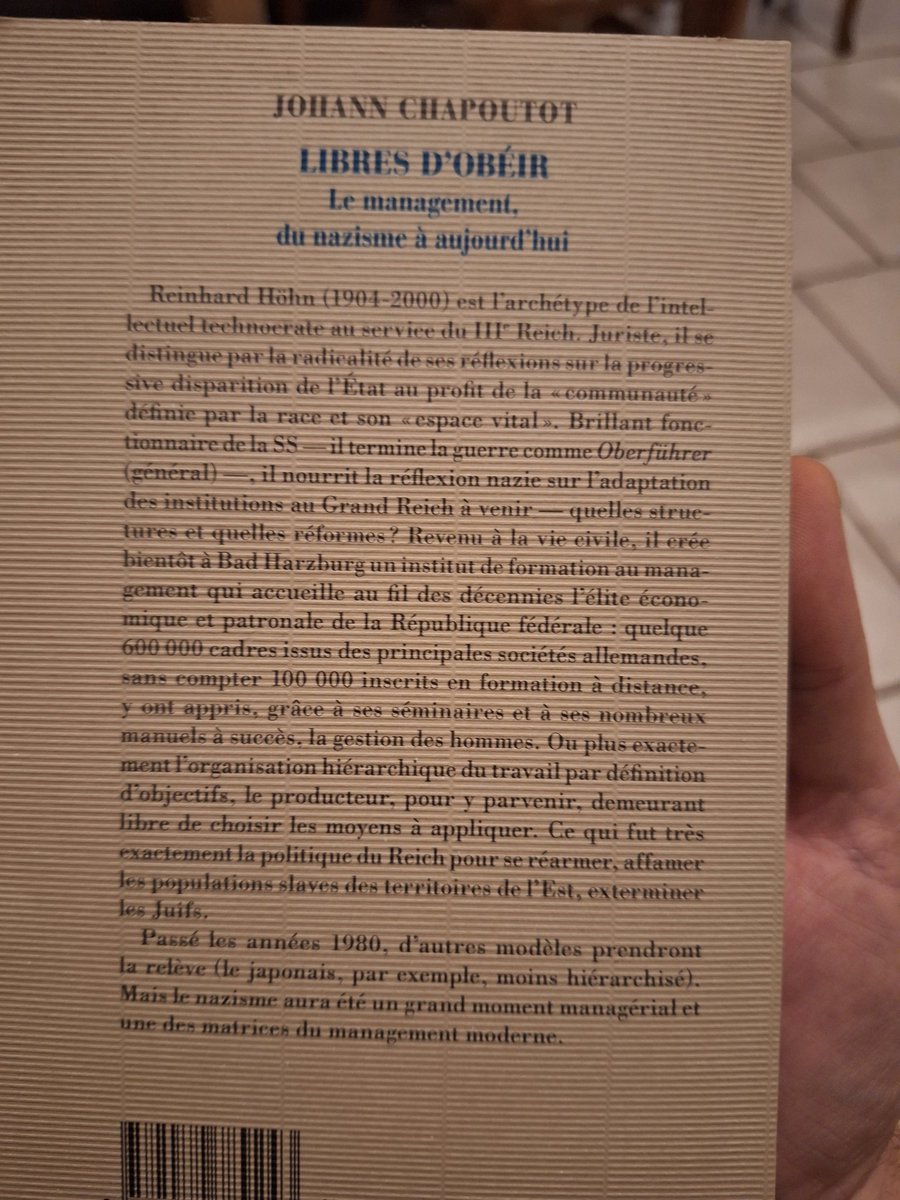 JOHANN CHAPOUTOT
LIBRES D'OBÉIR
Le management,
du nazisme à aujourd'hui
Reinhard Höhn (1904-2000) est l'archétype de l'intel-
lectuel technocrate au service du IIIe Reich. Juriste, il se
distingue par la radicalité de ses réflexions sur la progres-
sive disparition de l'État au profit de la « communauté »
définie par la race et son « espace vital ». Brillant fonc-
tionnaire de la SS — il termine la guerre comme Oberführer
(général) —, il nourrit la réflexion nazie sur l'adaptation
des institutions au Grand Reich à venir — quelles struc-
tures et quelles réformes ? Revenu à la vie civile, il crée
bientôt à Bad Harzburg un institut de formation au mana-
gement qui accueille au fil des décennies l'élite écono-
mique et patronale de la République fédérale : quelque
600 000 cadres issus des principales sociétés allemandes,
sans compter 100 000 inscrits en formation à distance,
y ont appris, grâce à ses séminaires et à ses nombreux
manuels à succès, la gestion des hommes. Ou plus exacte-
ment l'organisation hiérarchique du travail par définition
d'objectifs, le producteur, pour y parvenir, demeurant
libre de choisir les moyens à appliquer. Ce qui fut très
exactement la politique du Reich pour se réarmer, affamer
les populations slaves des territoires de l'Est, exterminer
les Juifs.
Passé les années 1980, d'autres modèles prendront
la relève (le japonais, par exemple, moins hiérarchisé).
Mais le nazisme aura été un grand moment managérial et
une des matrices du management moderne.